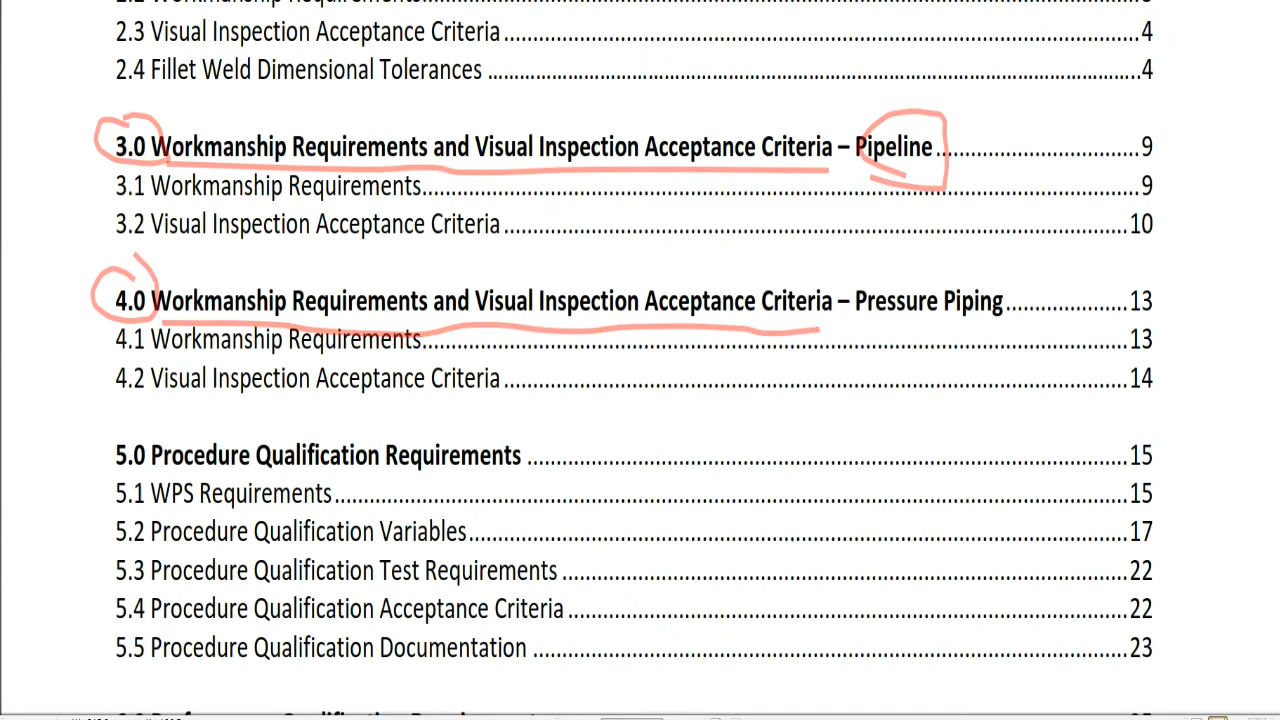 2.3 Visual Inspection Acceptance Criteria ........ 4
2.4 Fillet Weld Dimensional Tolerances ........ 4
3.0 Workmanship Requirements and Visual Inspection Acceptance Criteria – Pipeline ........ 9
3.1 Workmanship Requirements ........ 9
3.2 Visual Inspection Acceptance Criteria ........ 10
4.0 Workmanship Requirements and Visual Inspection Acceptance Criteria – Pressure Piping ........ 13
4.1 Workmanship Requirements ........ 13
4.2 Visual Inspection Acceptance Criteria ........ 14
5.0 Procedure Qualification Requirements ........ 15
5.1 WPS Requirements ........ 15
5.2 Procedure Qualification Variables ........ 17
5.3 Procedure Qualification Test Requirements ........ 22
5.4 Procedure Qualification Acceptance Criteria ........ 22
5.5 Procedure Qualification Documentation ........ 23